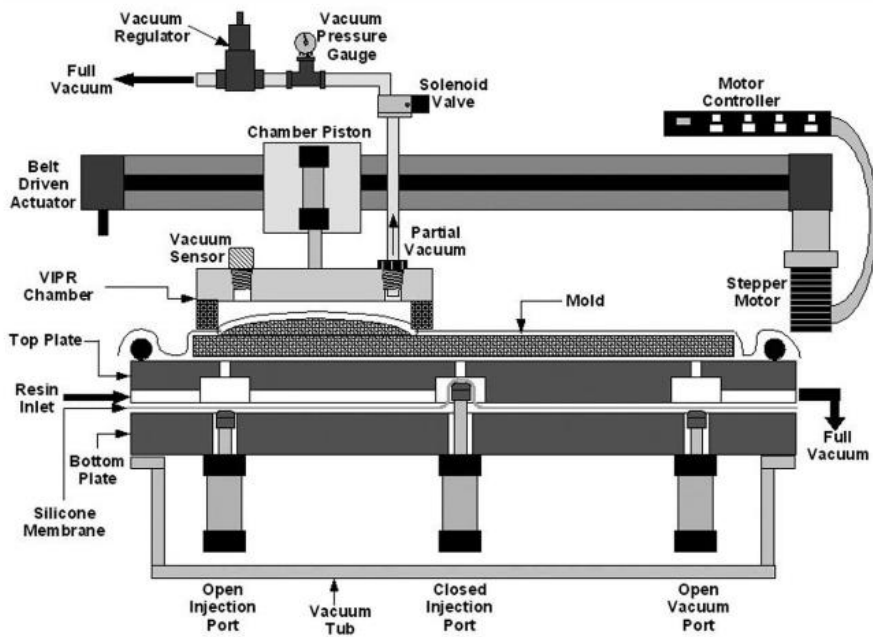 Vacuum
Regulator
Vacuum
Pressure
Gauge
Full
Vacuum
Solenoid
Valve
Motor
Controller
Chamber Piston
Belt
Driven
Actuator
Vacuum
Sensor
Partial
Vacuum
VIPR
Chamber
Mold
Stepper
Motor
Top Plate
Resin
Inlet
Full
Vacuum
Bottom
Plate
Silicone
Membrane
Open
Injection
Port
Vacuum
Tub
Closed
Injection
Port
Open
Vacuum
Port